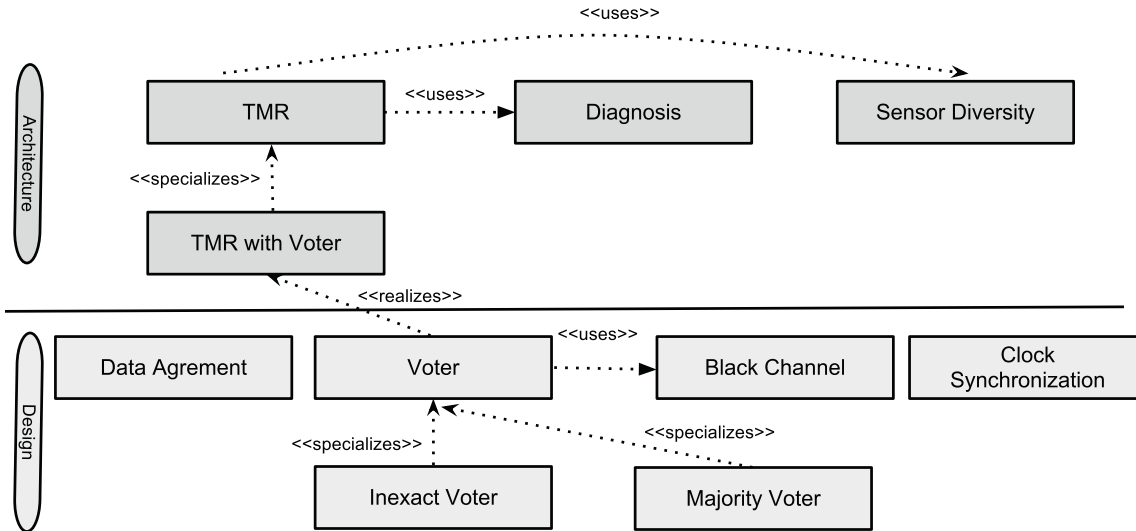 <<uses>>
Architecture
TMR
<<uses>>
Diagnosis
Sensor Diversity
<<specializes>>
TMR with Voter
<<realizes>>
Design
Data Agrement
Voter
<<uses>>
Black Channel
Clock
Synchronization
<<specializes>>
<<specializes>>
Inexact Voter
Majority Voter